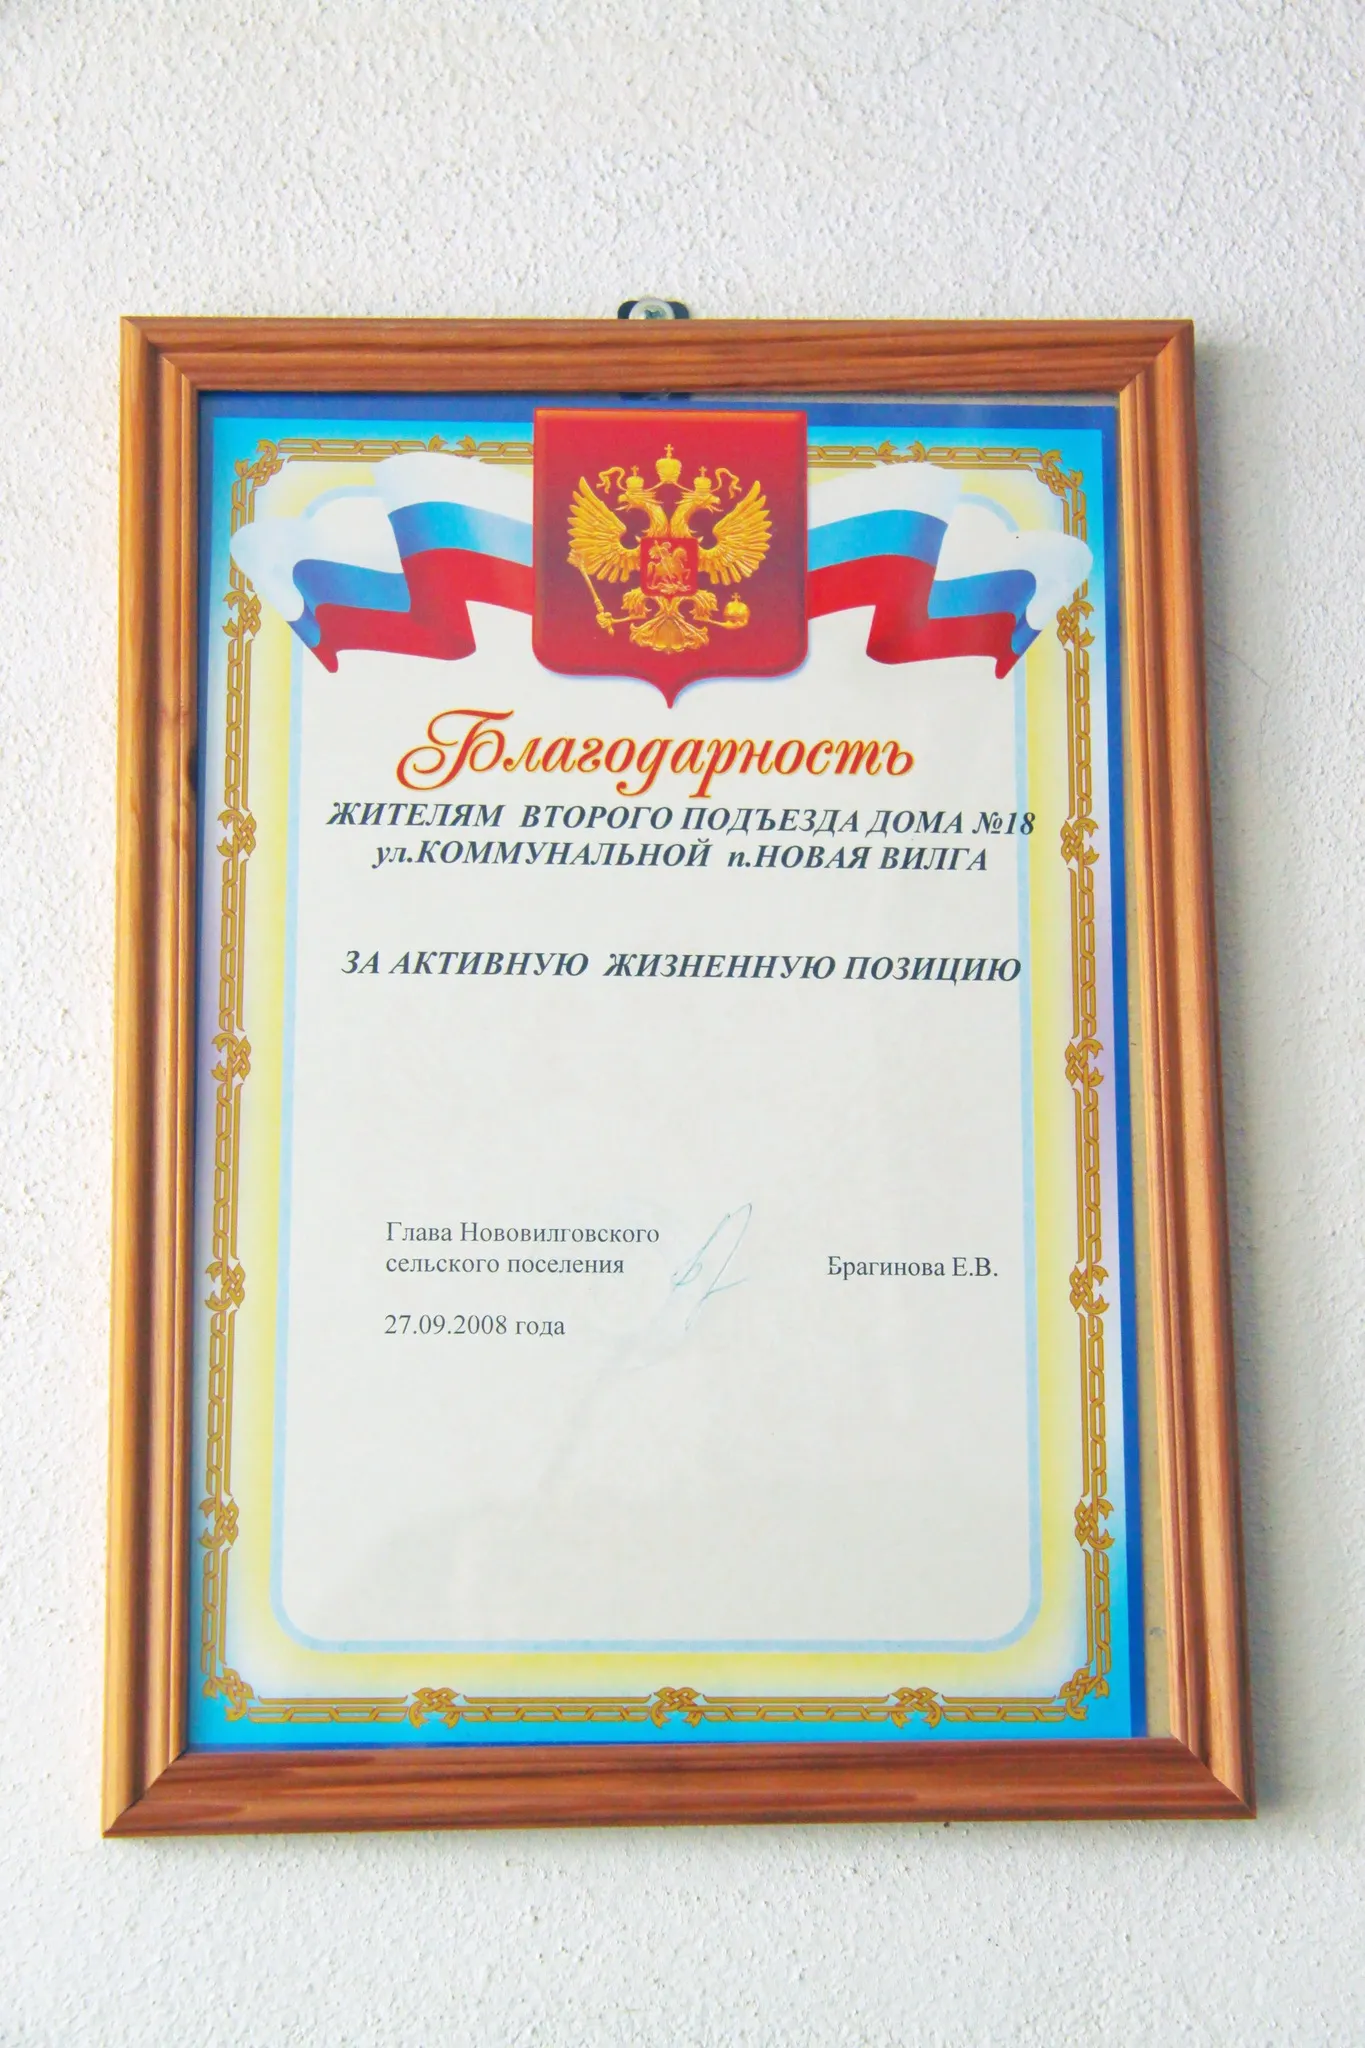 Благодарность
ЖИТЕЛЯМ ВТОРОГО ПОДЪЕЗДА ДОМА №18
ул.КОММУНАЛЬНОЙ п.НОВАЯ ВИЛГА
ЗА АКТИВНУЮ ЖИЗНЕННУЮ ПОЗИЦИЮ
Глава Нововилговского
сельского поселения
Брагинова Е.В.
27.09.2008 года